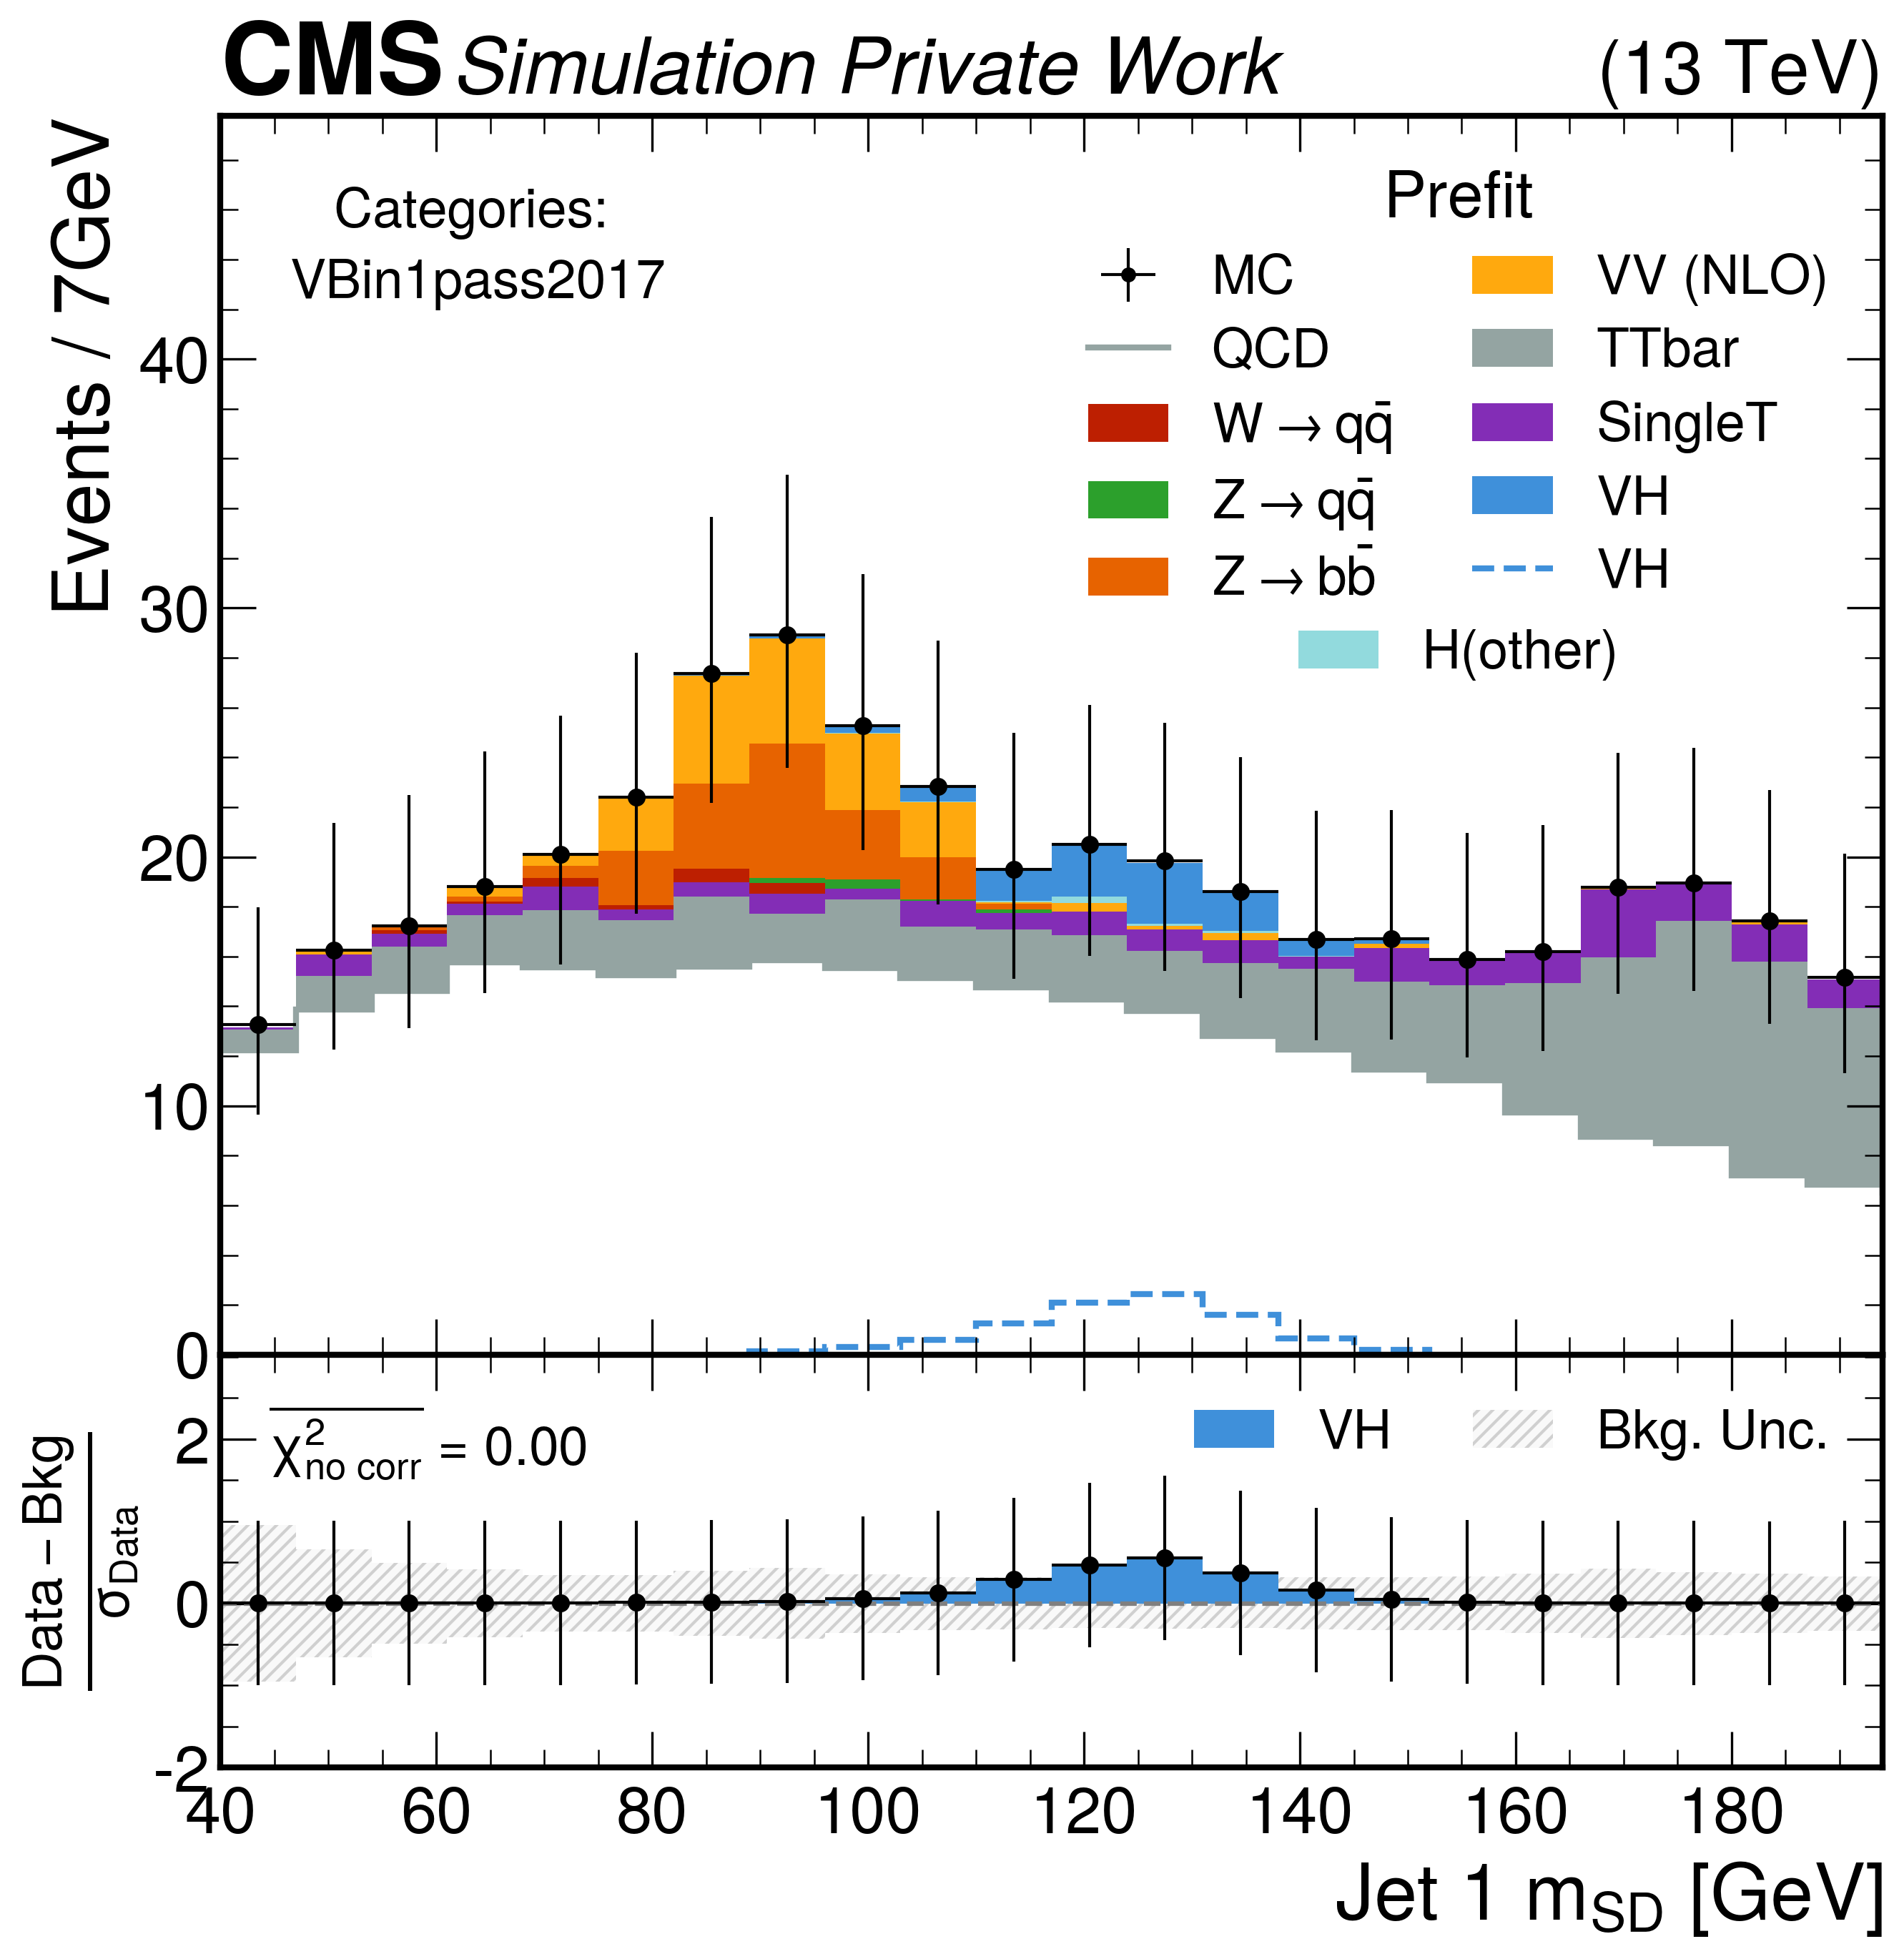 CMS Simulation Private Work (13 TeV)
Events / 7GeV
Categories:
VBin1pass2017
Prefit
MC
QCD
W → qq̄
Z → qq̄
Z → bb̄
VV (NLO)
TTbar
SingleT
VH
VH
H(other)
40
30
20
10
0
Data – Bkg
σData
χ²no corr = 0.00
VH
Bkg. Unc.
2
0
-2
40 60 80 100 120 140 160 180
Jet 1 mSD [GeV]